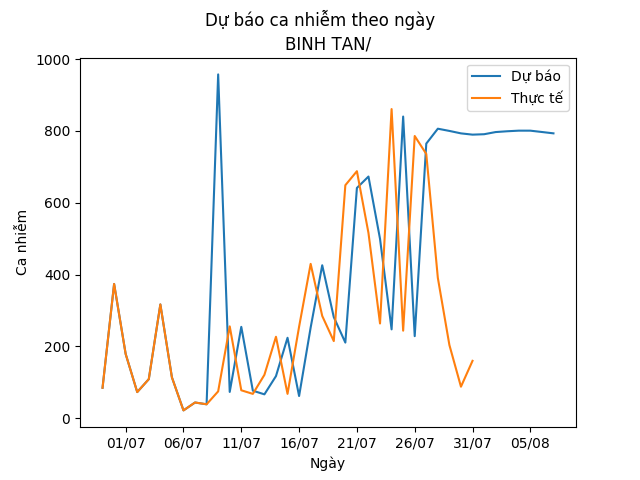 Dự báo ca nhiễm theo ngày
BINH TAN/
Dự báo
Thực tế
Ca nhiễm
1000
800
600
400
200
0
01/07 06/07 11/07 16/07 21/07 26/07 31/07 05/08
Ngày